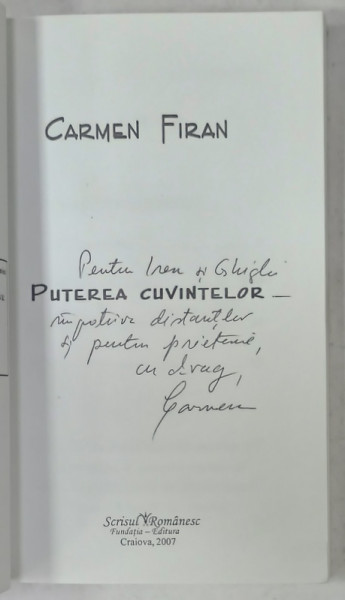 CARMEN FIRAN
Pentru Iren și Ghighi
PUTEREA CUVINTELOR —
împotriva distanțelor
și pentru prietenie,
cu drag,
Carmen
Scrisul Românesc
Fundația – Editura
Craiova, 2007